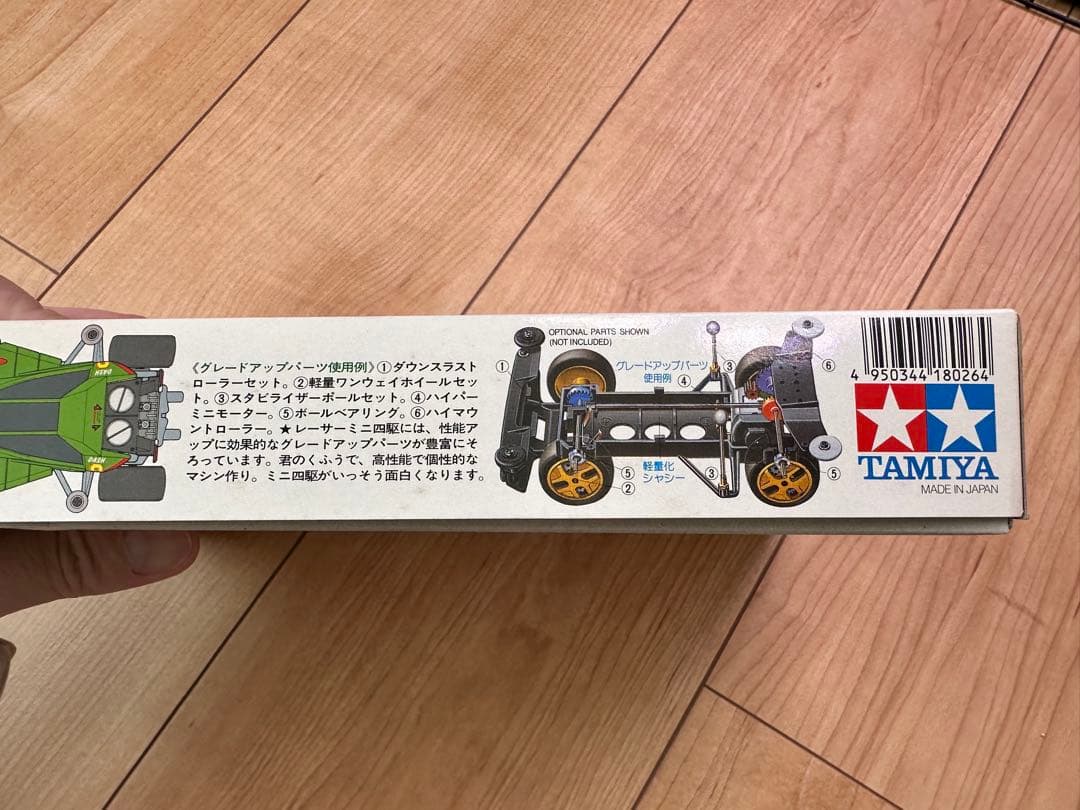 《グレードアップパーツ使用例》①ダウンスラスト
ローラーセット。②軽量ワンウェイホイールセッ
ト。③スタビライザーポールセット。④ハイパー
ミニモーター。⑤ボールベアリング。⑥ハイマウ
ントローラー。★レーサーミニ四駆には、性能ア
ップに効果的なグレードアップパーツが豊富にそ
ろっています。君のくふうで、高性能で個性的な
マシン作り。ミニ四駆がいっそう面白くなります。
OPTIONAL PARTS SHOWN
(NOT INCLUDED)
①
グレードアップパーツ
使用例
④
③
⑥
⑤
②
軽量化
シャシー
③
⑤
4 950344 180264
TAMIYA
MADE IN JAPAN
DASH